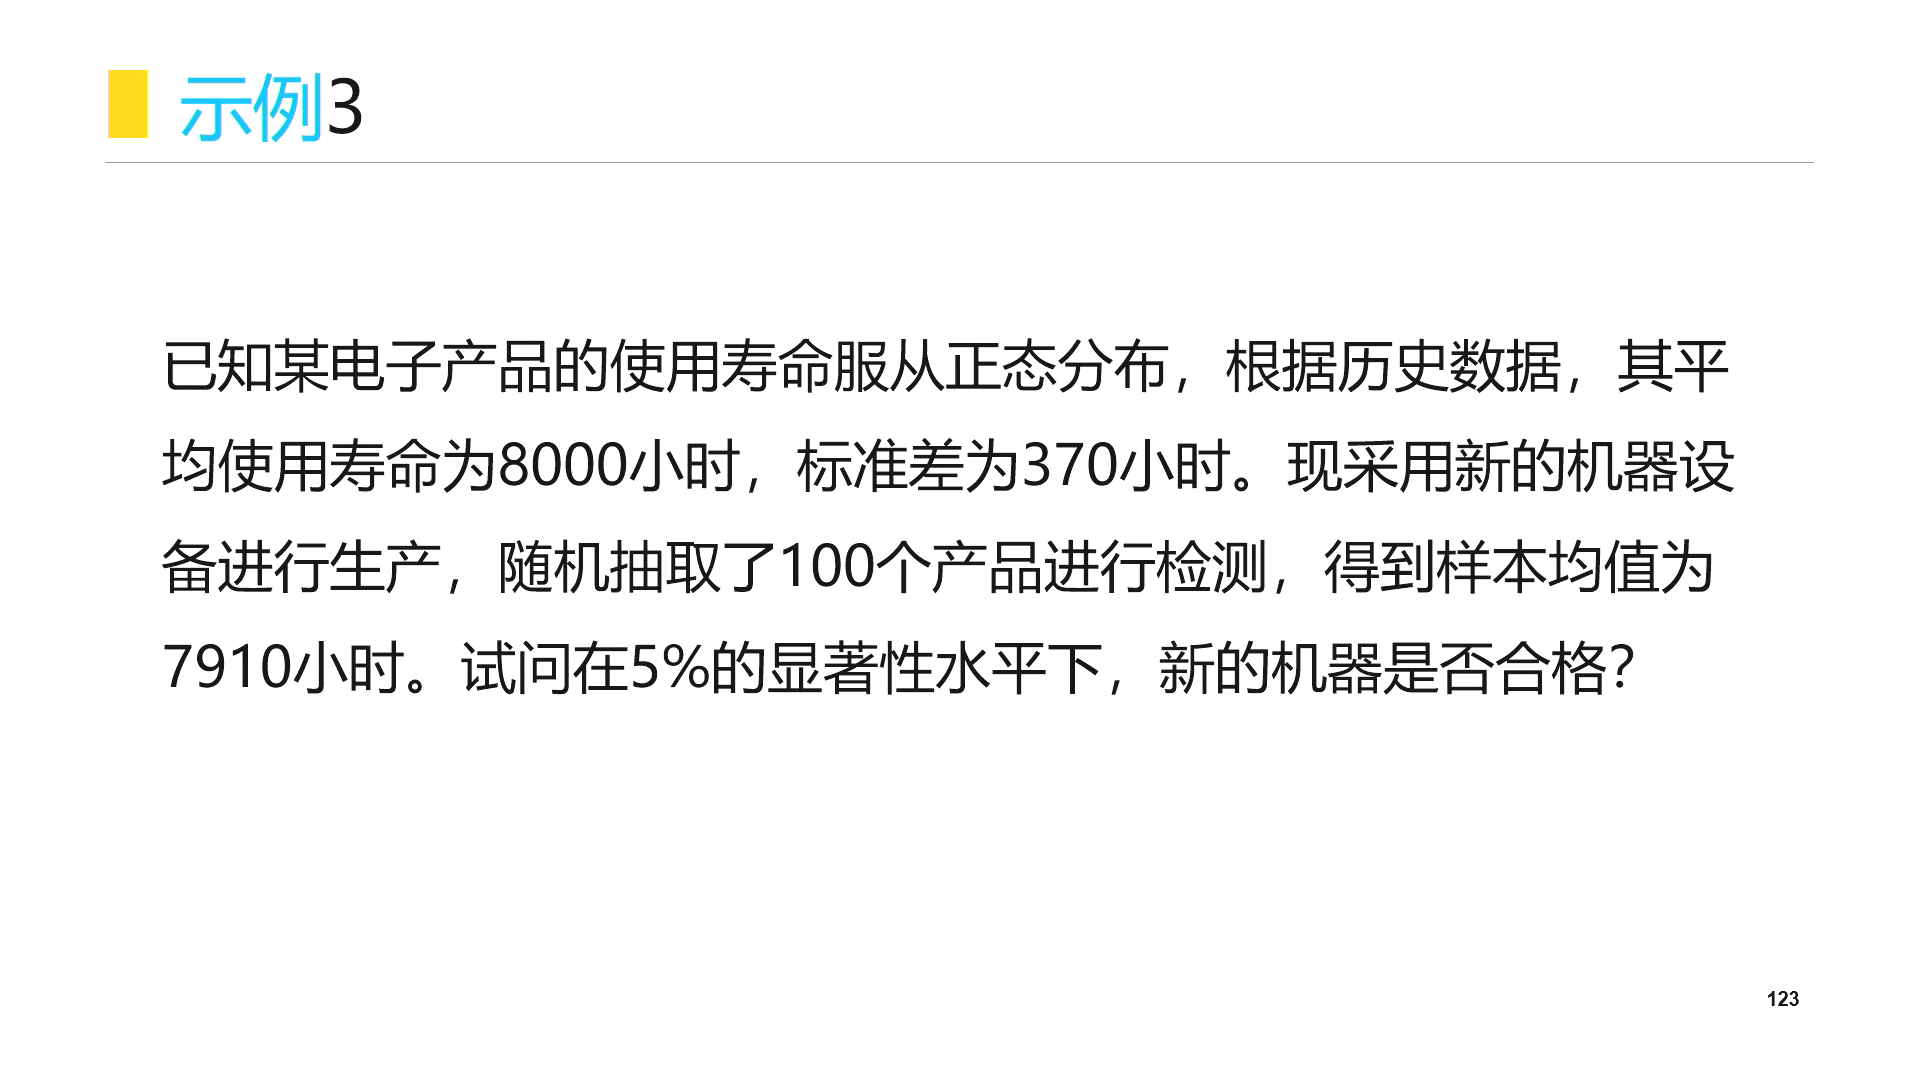 示例3
已知某电子产品的使用寿命服从正态分布，根据历史数据，其平
均使用寿命为8000小时，标准差为370小时。现采用新的机器设
备进行生产，随机抽取了100个产品进行检测，得到样本均值为
7910小时。试问在5%的显著性水平下，新的机器是否合格?
123